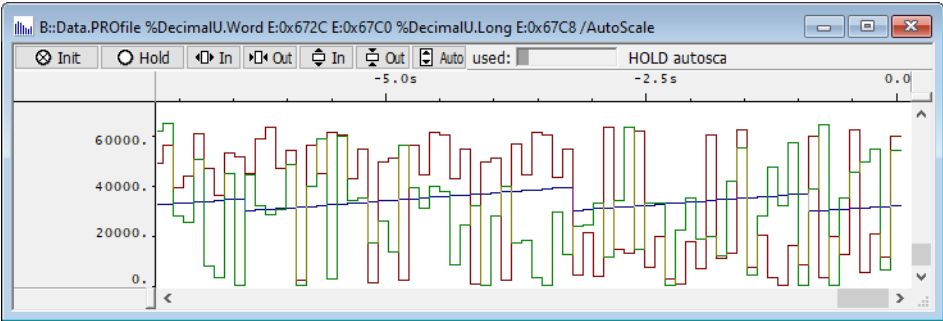 B::Data.PROfile %DecimalU.Word E:0x672C E:0x67C0 %DecimalU.Long E:0x67C8 /AutoScale
Init Hold In Out In Out Auto used: HOLD autosca
-5.0s -2.5s 0.0
60000.
40000.
20000.
0.